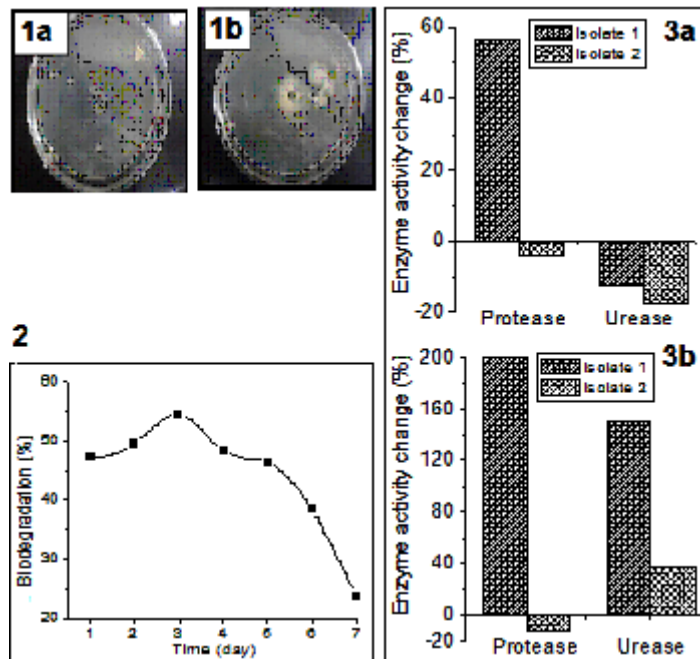 1a
1b
3a
Enzyme activity change [%]
60
40
20
0
-20
Isolate 1
Isolate 2
Protease Urease
2
Biodegradation [%]
60
50
40
30
20
1 2 3 4 5 6 7
Time (day)
3b
Enzyme activity change (%)
200
160
120
80
40
0
-20
Isolate 1
Isolate 2
Protease Urease